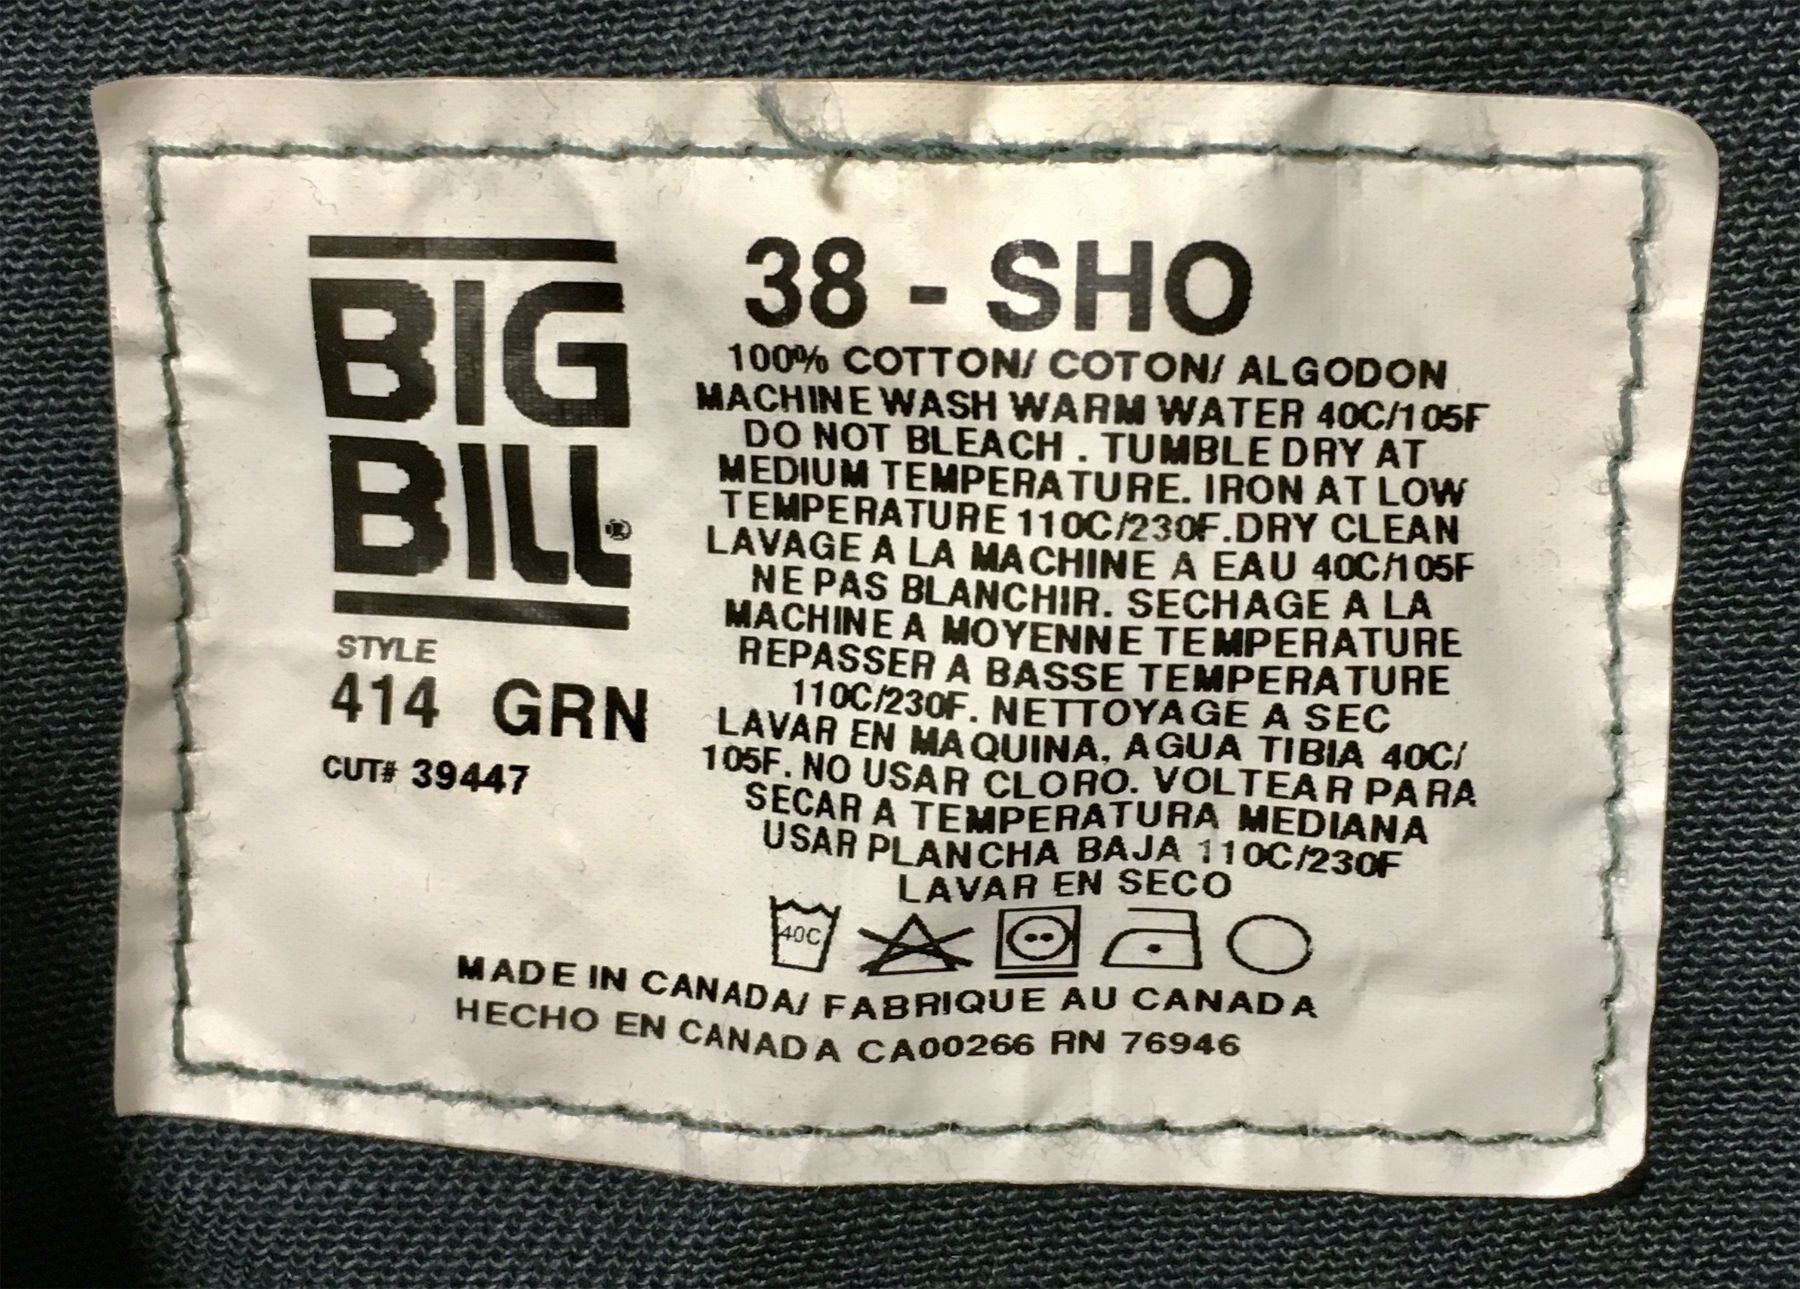 BIG
BILL®
STYLE
414 GRN
CUT# 39447
38 - SHO
100% COTTON/ COTON/ ALGODON
MACHINE WASH WARM WATER 40C/105F
DO NOT BLEACH . TUMBLE DRY AT
MEDIUM TEMPERATURE. IRON AT LOW
TEMPERATURE 110C/230F.DRY CLEAN
LAVAGE A LA MACHINE A EAU 40C/105F
NE PAS BLANCHIR. SECHAGE A LA
MACHINE A MOYENNE TEMPERATURE
REPASSER A BASSE TEMPERATURE
110C/230F. NETTOYAGE A SEC
LAVAR EN MAQUINA, AGUA TIBIA 40C/
105F. NO USAR CLORO. VOLTEAR PARA
SECAR A TEMPERATURA MEDIANA
USAR PLANCHA BAJA 110C/230F
LAVAR EN SECO
40C
MADE IN CANADA/ FABRIQUE AU CANADA
HECHO EN CANADA CA00266 RN 76946